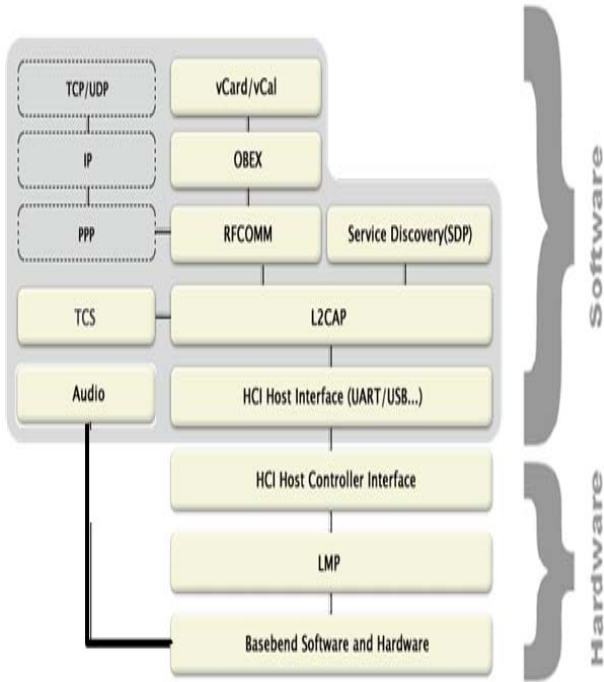 TCP/UDP
vCard/vCal
IP
OBEX
PPP
RFCOMM
Service Discovery(SDP)
TCS
L2CAP
Audio
HCI Host Interface (UART/USB...)
HCI Host Controller Interface
LMP
Basebend Software and Hardware
Software
Hardware